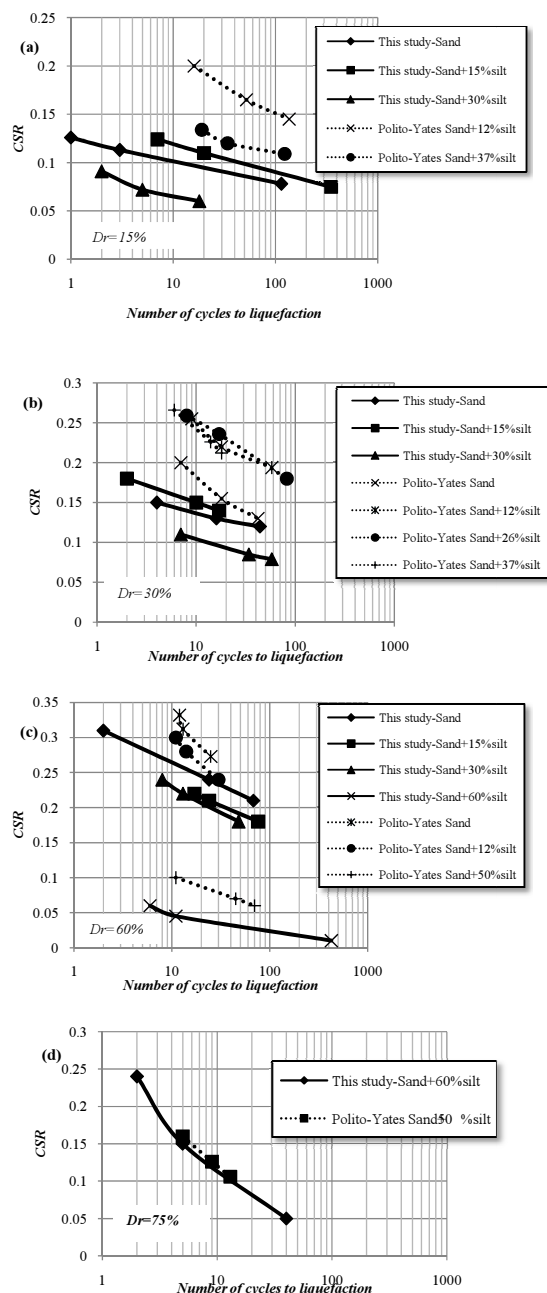 (a)
0.25
0.2
0.15
0.1
0.05
0
CSR
Dr=15%
1
10
100
1000
Number of cycles to liquefaction
This study-Sand
This study-Sand+15%silt
This study-Sand+30%silt
Polito-Yates Sand+12%silt
Polito-Yates Sand+37%silt
(b)
0.3
0.25
0.2
0.15
0.1
0.05
0
CSR
Dr=30%
1
10
100
1000
Number of cycles to liquefaction
This study-Sand
This study-Sand+15%silt
This study-Sand+30%silt
Polito-Yates Sand
Polito-Yates Sand+12%silt
Polito-Yates Sand+26%silt
Polito-Yates Sand+37%silt
(c)
0.35
0.3
0.25
0.2
0.15
0.1
0.05
0
CSR
Dr=60%
1
10
100
1000
Number of cycles to liquefaction
This study-Sand
This study-Sand+15%silt
This study-Sand+30%silt
This study-Sand+60%silt
Polito-Yates Sand
Polito-Yates Sand+12%silt
Polito-Yates Sand+50%silt
(d)
0.3
0.25
0.2
0.15
0.1
0.05
0
CSR
Dr=75%
1
10
100
1000
Number of cycles to liquefaction
This study-Sand+60%silt
Polito-Yates Sand+50 %silt